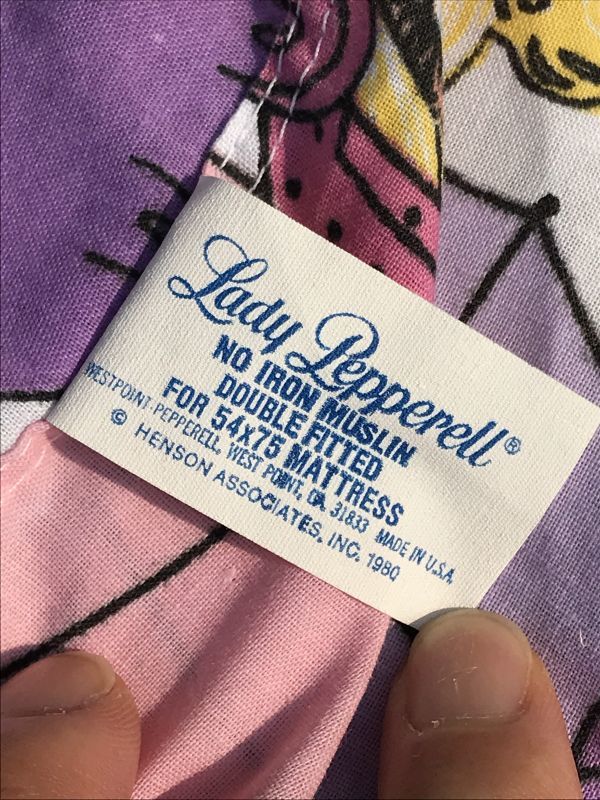 Lady Pepperell®
NO IRON MUSLIN
DOUBLE FITTED
FOR 54x75 MATTRESS
WESTPOINT-PEPPERELL, WEST POINT, GA. 31833 MADE IN U.S.A.
© HENSON ASSOCIATES, INC. 1980